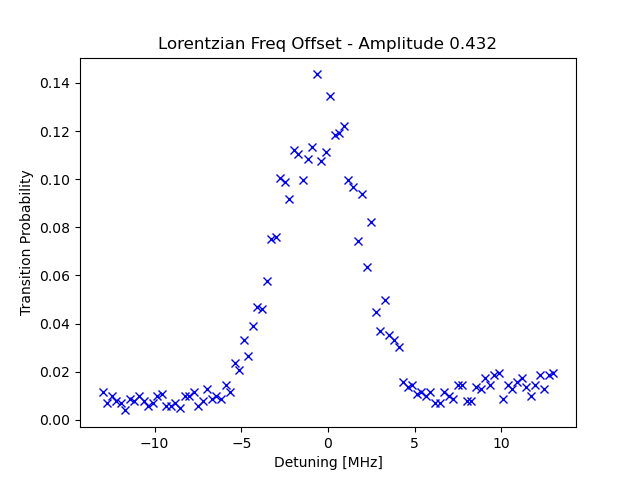 Lorentzian Freq Offset - Amplitude 0.432
Transition Probability
0.14
0.12
0.10
0.08
0.06
0.04
0.02
0.00
−10 −5 0 5 10
Detuning [MHz]